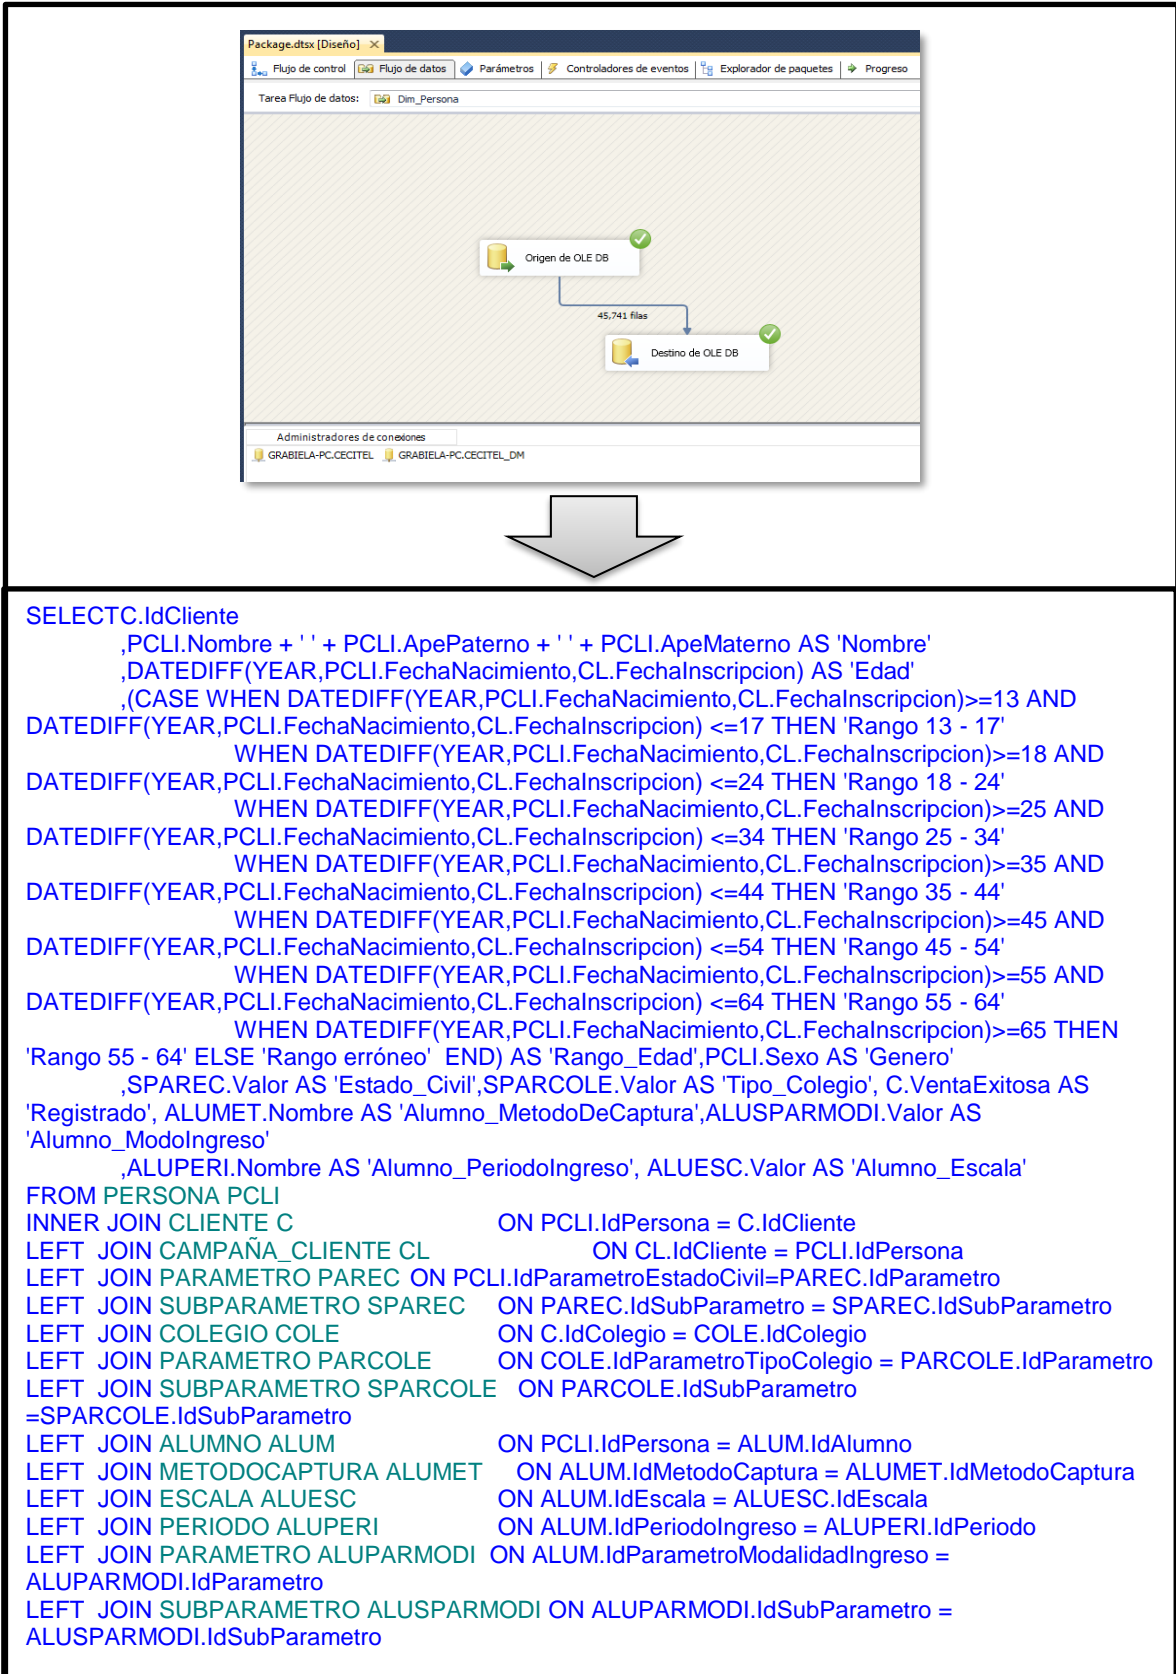 Package.dtsx [Diseño] ×
Flujo de control Flujo de datos Parámetros Controladores de eventos Explorador de paquetes Progreso
Tarea Flujo de datos: Dim_Persona
Origen de OLE DB
45,741 filas
Destino de OLE DB
Administradores de conexiones
GRABIELA-PC.CECITEL GRABIELA-PC.CECITEL_DM
SELECTC.IdCliente
,PCLI.Nombre + ' ' + PCLI.ApePaterno + ' ' + PCLI.ApeMaterno AS 'Nombre'
,DATEDIFF(YEAR,PCLI.FechaNacimiento,CL.FechaInscripcion) AS 'Edad'
,(CASE WHEN DATEDIFF(YEAR,PCLI.FechaNacimiento,CL.FechaInscripcion)>=13 AND
DATEDIFF(YEAR,PCLI.FechaNacimiento,CL.FechaInscripcion) <=17 THEN 'Rango 13 - 17'
WHEN DATEDIFF(YEAR,PCLI.FechaNacimiento,CL.FechaInscripcion)>=18 AND
DATEDIFF(YEAR,PCLI.FechaNacimiento,CL.FechaInscripcion) <=24 THEN 'Rango 18 - 24'
WHEN DATEDIFF(YEAR,PCLI.FechaNacimiento,CL.FechaInscripcion)>=25 AND
DATEDIFF(YEAR,PCLI.FechaNacimiento,CL.FechaInscripcion) <=34 THEN 'Rango 25 - 34'
WHEN DATEDIFF(YEAR,PCLI.FechaNacimiento,CL.FechaInscripcion)>=35 AND
DATEDIFF(YEAR,PCLI.FechaNacimiento,CL.FechaInscripcion) <=44 THEN 'Rango 35 - 44'
WHEN DATEDIFF(YEAR,PCLI.FechaNacimiento,CL.FechaInscripcion)>=45 AND
DATEDIFF(YEAR,PCLI.FechaNacimiento,CL.FechaInscripcion) <=54 THEN 'Rango 45 - 54'
WHEN DATEDIFF(YEAR,PCLI.FechaNacimiento,CL.FechaInscripcion)>=55 AND
DATEDIFF(YEAR,PCLI.FechaNacimiento,CL.FechaInscripcion) <=64 THEN 'Rango 55 - 64'
WHEN DATEDIFF(YEAR,PCLI.FechaNacimiento,CL.FechaInscripcion)>=65 THEN
'Rango 55 - 64' ELSE 'Rango erróneo' END) AS 'Rango_Edad',PCLI.Sexo AS 'Genero'
,SPAREC.Valor AS 'Estado_Civil',SPARCOLE.Valor AS 'Tipo_Colegio', C.VentaExitosa AS
'Registrado', ALUMET.Nombre AS 'Alumno_MetodoDeCaptura',ALUSPARMODI.Valor AS
'Alumno_ModoIngreso'
,ALUPERI.Nombre AS 'Alumno_PeriodoIngreso', ALUESC.Valor AS 'Alumno_Escala'
FROM PERSONA PCLI
INNER JOIN CLIENTE C ON PCLI.IdPersona = C.IdCliente
LEFT JOIN CAMPAÑA_CLIENTE CL ON CL.IdCliente = PCLI.IdPersona
LEFT JOIN PARAMETRO PAREC ON PCLI.IdParametroEstadoCivil=PAREC.IdParametro
LEFT JOIN SUBPARAMETRO SPAREC ON PAREC.IdSubParametro = SPAREC.IdSubParametro
LEFT JOIN COLEGIO COLE ON C.IdColegio = COLE.IdColegio
LEFT JOIN PARAMETRO PARCOLE ON COLE.IdParametroTipoColegio = PARCOLE.IdParametro
LEFT JOIN SUBPARAMETRO SPARCOLE ON PARCOLE.IdSubParametro
=SPARCOLE.IdSubParametro
LEFT JOIN ALUMNO ALUM ON PCLI.IdPersona = ALUM.IdAlumno
LEFT JOIN METODOCAPTURA ALUMET ON ALUM.IdMetodoCaptura = ALUMET.IdMetodoCaptura
LEFT JOIN ESCALA ALUESC ON ALUM.IdEscala = ALUESC.IdEscala
LEFT JOIN PERIODO ALUPERI ON ALUM.IdPeriodoIngreso = ALUPERI.IdPeriodo
LEFT JOIN PARAMETRO ALUPARMODI ON ALUM.IdParametroModalidadIngreso =
ALUPARMODI.IdParametro
LEFT JOIN SUBPARAMETRO ALUSPARMODI ON ALUPARMODI.IdSubParametro =
ALUSPARMODI.IdSubParametro